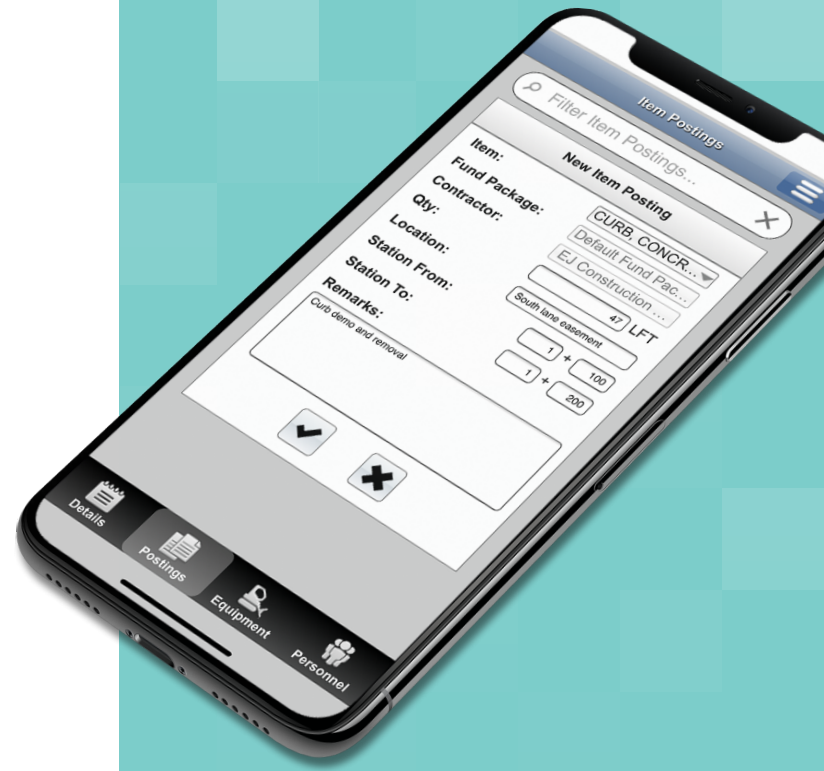 Item Postings
Filter Item Postings...
New Item Posting
Item: CURB, CONCR...
Fund Package: Default Fund Pac...
Contractor: EJ Construction ...
Qty: 47 LFT
Location: South lane easement
Station From: 1 + 100
Station To: 1 + 200
Remarks:
Curb demo and removal
Details
Postings
Equipment
Personnel